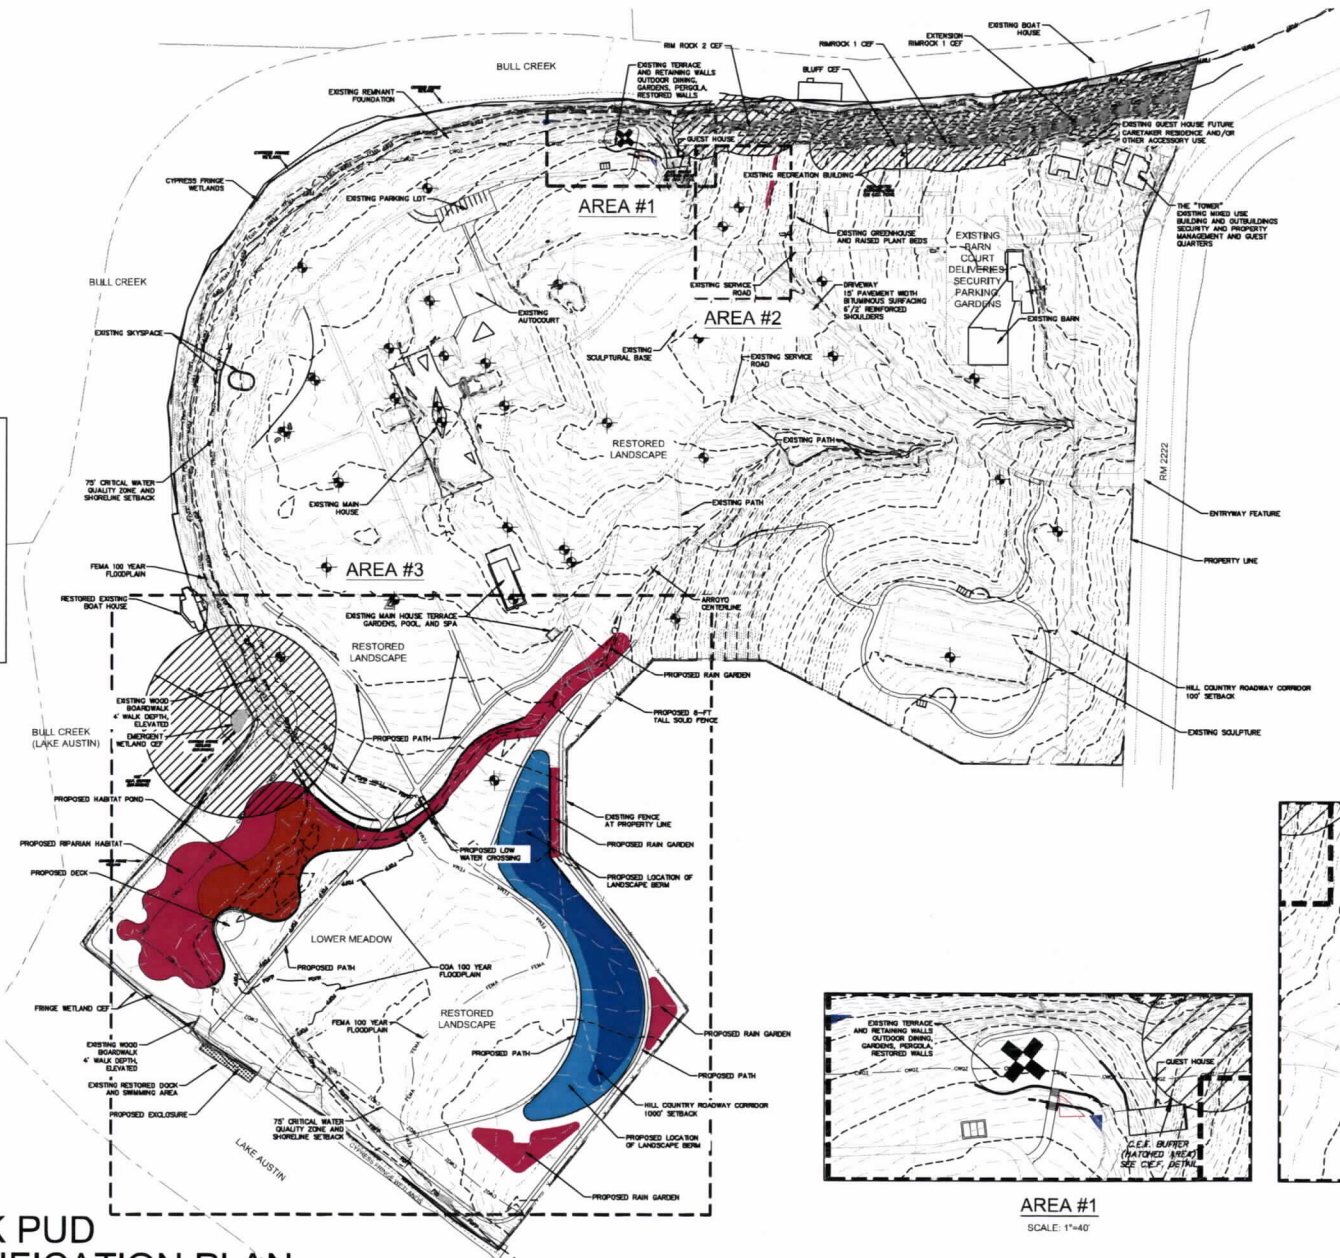 BULL CREEK
RIM ROCK 2 CEF
RIMROCK 1 CEF
EXTENSION
RIMROCK 1 CEF
EXISTING BOAT
HOUSE
BLUFF CEF
EXISTING TERRACE
AND RETAINING WALLS
OUTDOOR DINING,
GARDENS, PERGOLA,
RESTORED WALLS
EXISTING REMNANT
FOUNDATION
EXISTING GUEST HOUSE FUTURE
CARETAKER RESIDENCE AND/OR
OTHER ACCESSORY USE
GUEST HOUSE
CYPRESS FRINGE
WETLANDS
EXISTING PARKING LOT
AREA #1
EXISTING RECREATION BUILDING
THE "TOWER"
EXISTING MIXED USE
BUILDING AND OUTBUILDINGS
SECURITY AND PROPERTY
MANAGEMENT AND GUEST
QUARTERS
EXISTING GREENHOUSE
AND RAISED PLANT BEDS
EXISTING
BARN
COURT
DELIVERIES
SECURITY
PARKING,
GARDENS
BULL CREEK
EXISTING SERVICE
ROAD
DRIVEWAY
15' PAVEMENT WIDTH
BITUMINOUS SURFACING
6'/2' REINFORCED
SHOULDERS
EXISTING
AUTOCOURT
AREA #2
EXISTING BARN
EXISTING SKYSPACE
EXISTING
SCULPTURAL BASE
EXISTING SERVICE
ROAD
RESTORED
LANDSCAPE
EXISTING PATH
RM 2222
75' CRITICAL WATER
QUALITY ZONE AND
SHORELINE SETBACK
EXISTING MAIN
HOUSE
EXISTING PATH
ENTRYWAY FEATURE
PROPERTY LINE
FEMA 100 YEAR
FLOODPLAIN
AREA #3
RESTORED EXISTING
BOAT HOUSE
ARROYO
CENTERLINE
EXISTING MAIN HOUSE TERRACE
GARDENS, POOL, AND SPA
RESTORED
LANDSCAPE
PROPOSED RAIN GARDEN
HILL COUNTRY ROADWAY CORRIDOR
100' SETBACK
EXISTING WOOD
BOARDWALK
4' WALK DEPTH,
ELEVATED
PROPOSED 8-FT
TALL SOLID FENCE
BULL CREEK
(LAKE AUSTIN)
EMERGENT
WETLAND CEF
PROPOSED PATH
EXISTING SCULPTURE
PROPOSED HABITAT POND
EXISTING FENCE
AT PROPERTY LINE
PROPOSED RIPARIAN HABITAT
PROPOSED LOW
WATER CROSSING
PROPOSED RAIN GARDEN
PROPOSED DECK
PROPOSED LOCATION OF
LANDSCAPE BERM
LOWER MEADOW
PROPOSED PATH
COA 100 YEAR
FLOODPLAIN
FRINGE WETLAND CEF
FEMA 100 YEAR
FLOODPLAIN
RESTORED
LANDSCAPE
PROPOSED RAIN GARDEN
EXISTING WOOD
BOARDWALK
4' WALK DEPTH,
ELEVATED
PROPOSED PATH
PROPOSED PATH
EXISTING RESTORED DOCK
AND SWIMMING AREA
PROPOSED EXCLOSURE
HILL COUNTRY ROADWAY CORRIDOR
1000' SETBACK
75' CRITICAL WATER
QUALITY ZONE AND
SHORELINE SETBACK
PROPOSED LOCATION
OF LANDSCAPE BERM
LAKE AUSTIN
CYPRESS FRINGE WETLANDS
PROPOSED RAIN GARDEN
EXISTING TERRACE
AND RETAINING WALLS
OUTDOOR DINING,
GARDENS, PERGOLA,
RESTORED WALLS
CWQZ
GUEST HOUSE
C.E.F. BUFFER
(HATCHED AREA)
SEE C.E.F. DETAIL
AREA #1
SCALE: 1"=40'
K PUD